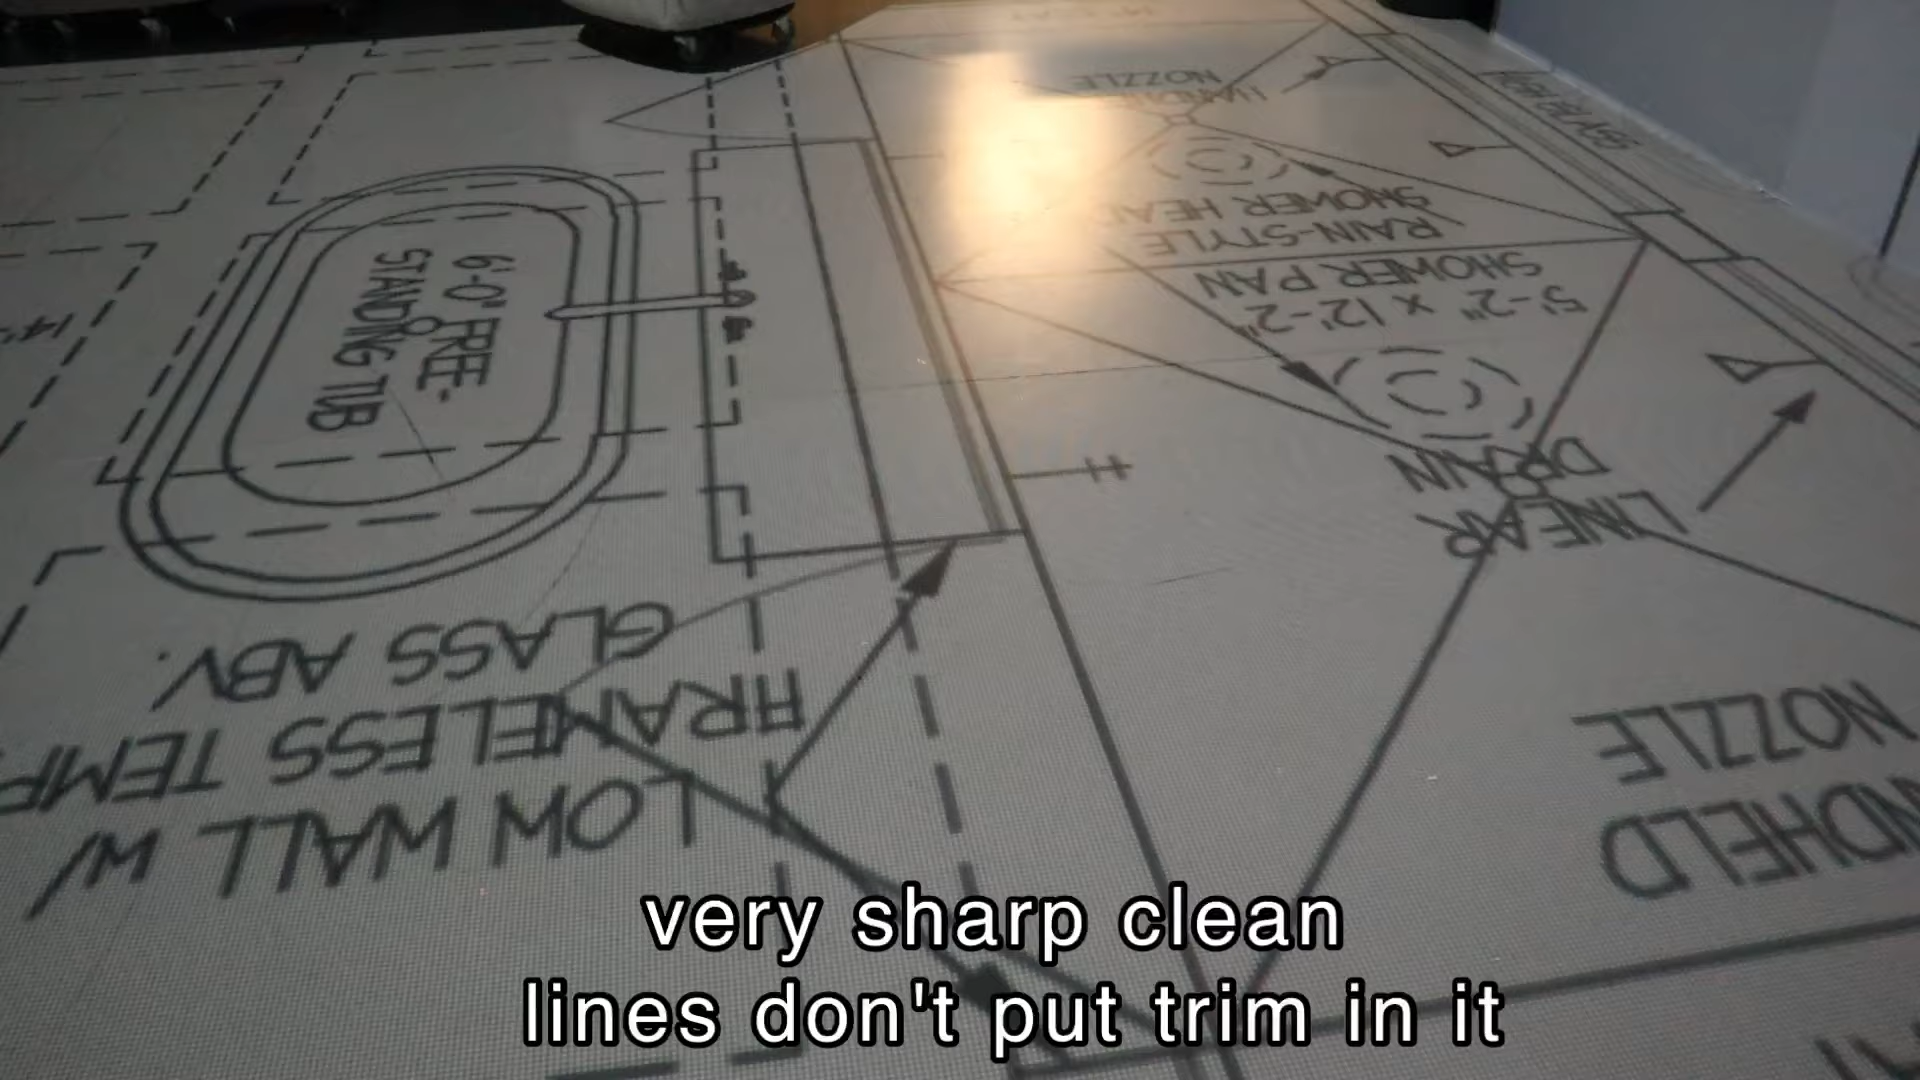 NOZZLE
HANDHELD
RAIN-STYLE
SHOWER HEAD
5'-2" x 12'-2"
SHOWER PAN
6'-0" FREE-
STANDING TUB
LINEAR
DRAIN
LOW WALL W/
FRAMELESS TEMP.
GLASS ABV.
NDHELD
NOZZLE
very sharp clean
lines don't put trim in it